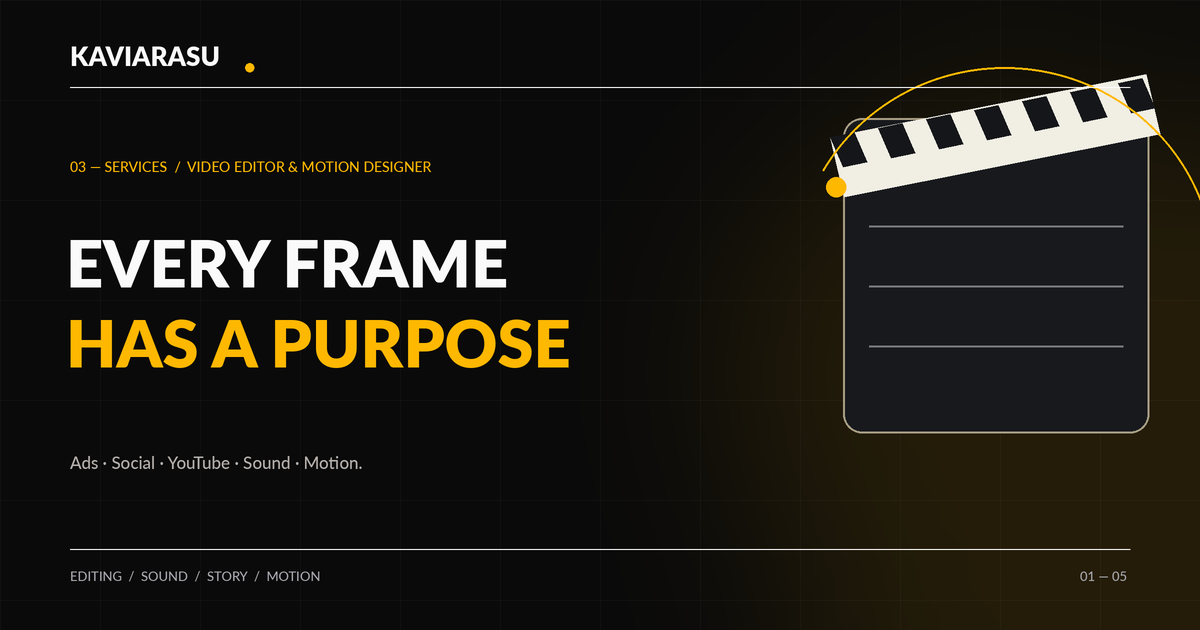 KAVIARASU
03 — SERVICES / VIDEO EDITOR & MOTION DESIGNER
EVERY FRAME
HAS A PURPOSE
Ads · Social · YouTube · Sound · Motion.
EDITING / SOUND / STORY / MOTION
01 — 05